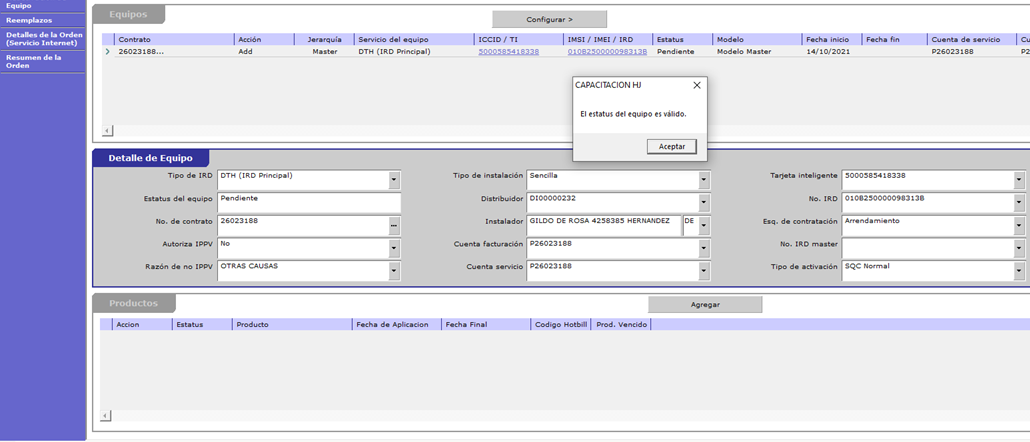 Equipo
Reemplazos
Detalles de la Orden
(Servicio Internet)
Resumen de la
Orden
Equipos
Configurar >
Contrato Acción Jerarquía Servicio del equipo ICCID / TI IMSI / IMEI / IRD Estatus Modelo Fecha inicio Fecha fin Cuenta de servicio Cu
26023188... Add Master DTH (IRD Principal) 5000585418338 010B25000009B313B Pendiente Modelo Master 14/10/2021 P26023188 P2
CAPACITACION HJ
El estatus del equipo es válido.
Aceptar
Detalle de Equipo
Tipo de IRD DTH (IRD Principal) Tipo de instalación Sencilla Tarjeta inteligente 5000585418338
Estatus del equipo Pendiente Distribuidor DI00000232 No. IRD 010B2500000098313B
No. de contrato 26023188 ... Instalador GILDO DE ROSA 4258385 HERNANDEZ DE Esq. de contratación Arrendamiento
Autoriza IPPV No Cuenta facturación P26023188 No. IRD master
Razón de no IPPV OTRAS CAUSAS Cuenta servicio P26023188 Tipo de activación SQC Normal
Productos
Agregar
Accion Estatus Producto Fecha de Aplicacion Fecha Final Codigo Hotbill Prod. Vencido